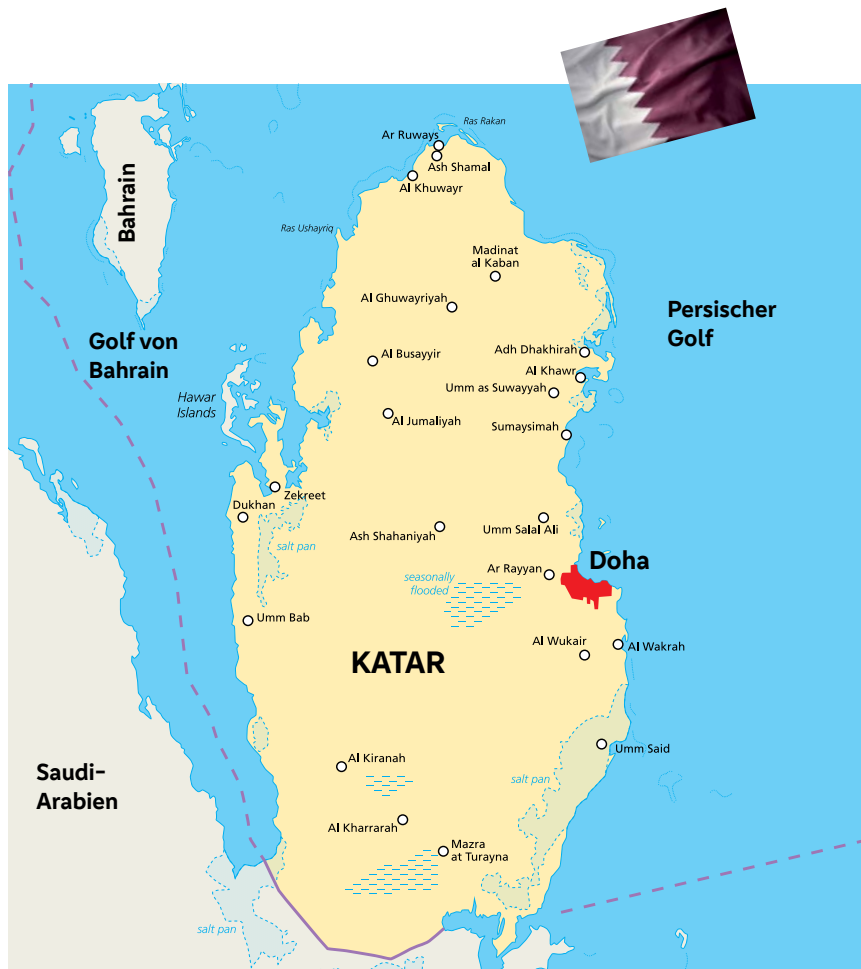 Ras Rakan
Ar Ruways
Ash Shamal
Al Khuwayr
Bahrain
Ras Ushayriq
Madinat
al Kaban
Al Ghuwayriyah
Persischer
Golf
Golf von
Bahrain
Adh Dhakhirah
Al Busayyir
Al Khawr
Umm as Suwayyah
Hawar
Islands
Al Jumaliyah
Sumaysimah
Zekreet
Dukhan
Ash Shahaniyah
Umm Salal Ali
salt pan
Doha
Ar Rayyan
seasonally
flooded
Umm Bab
Al Wukair
Al Wakrah
KATAR
Umm Said
Al Kiranah
Saudi-
Arabien
salt pan
Al Kharrarah
Mazra
at Turayna
salt pan